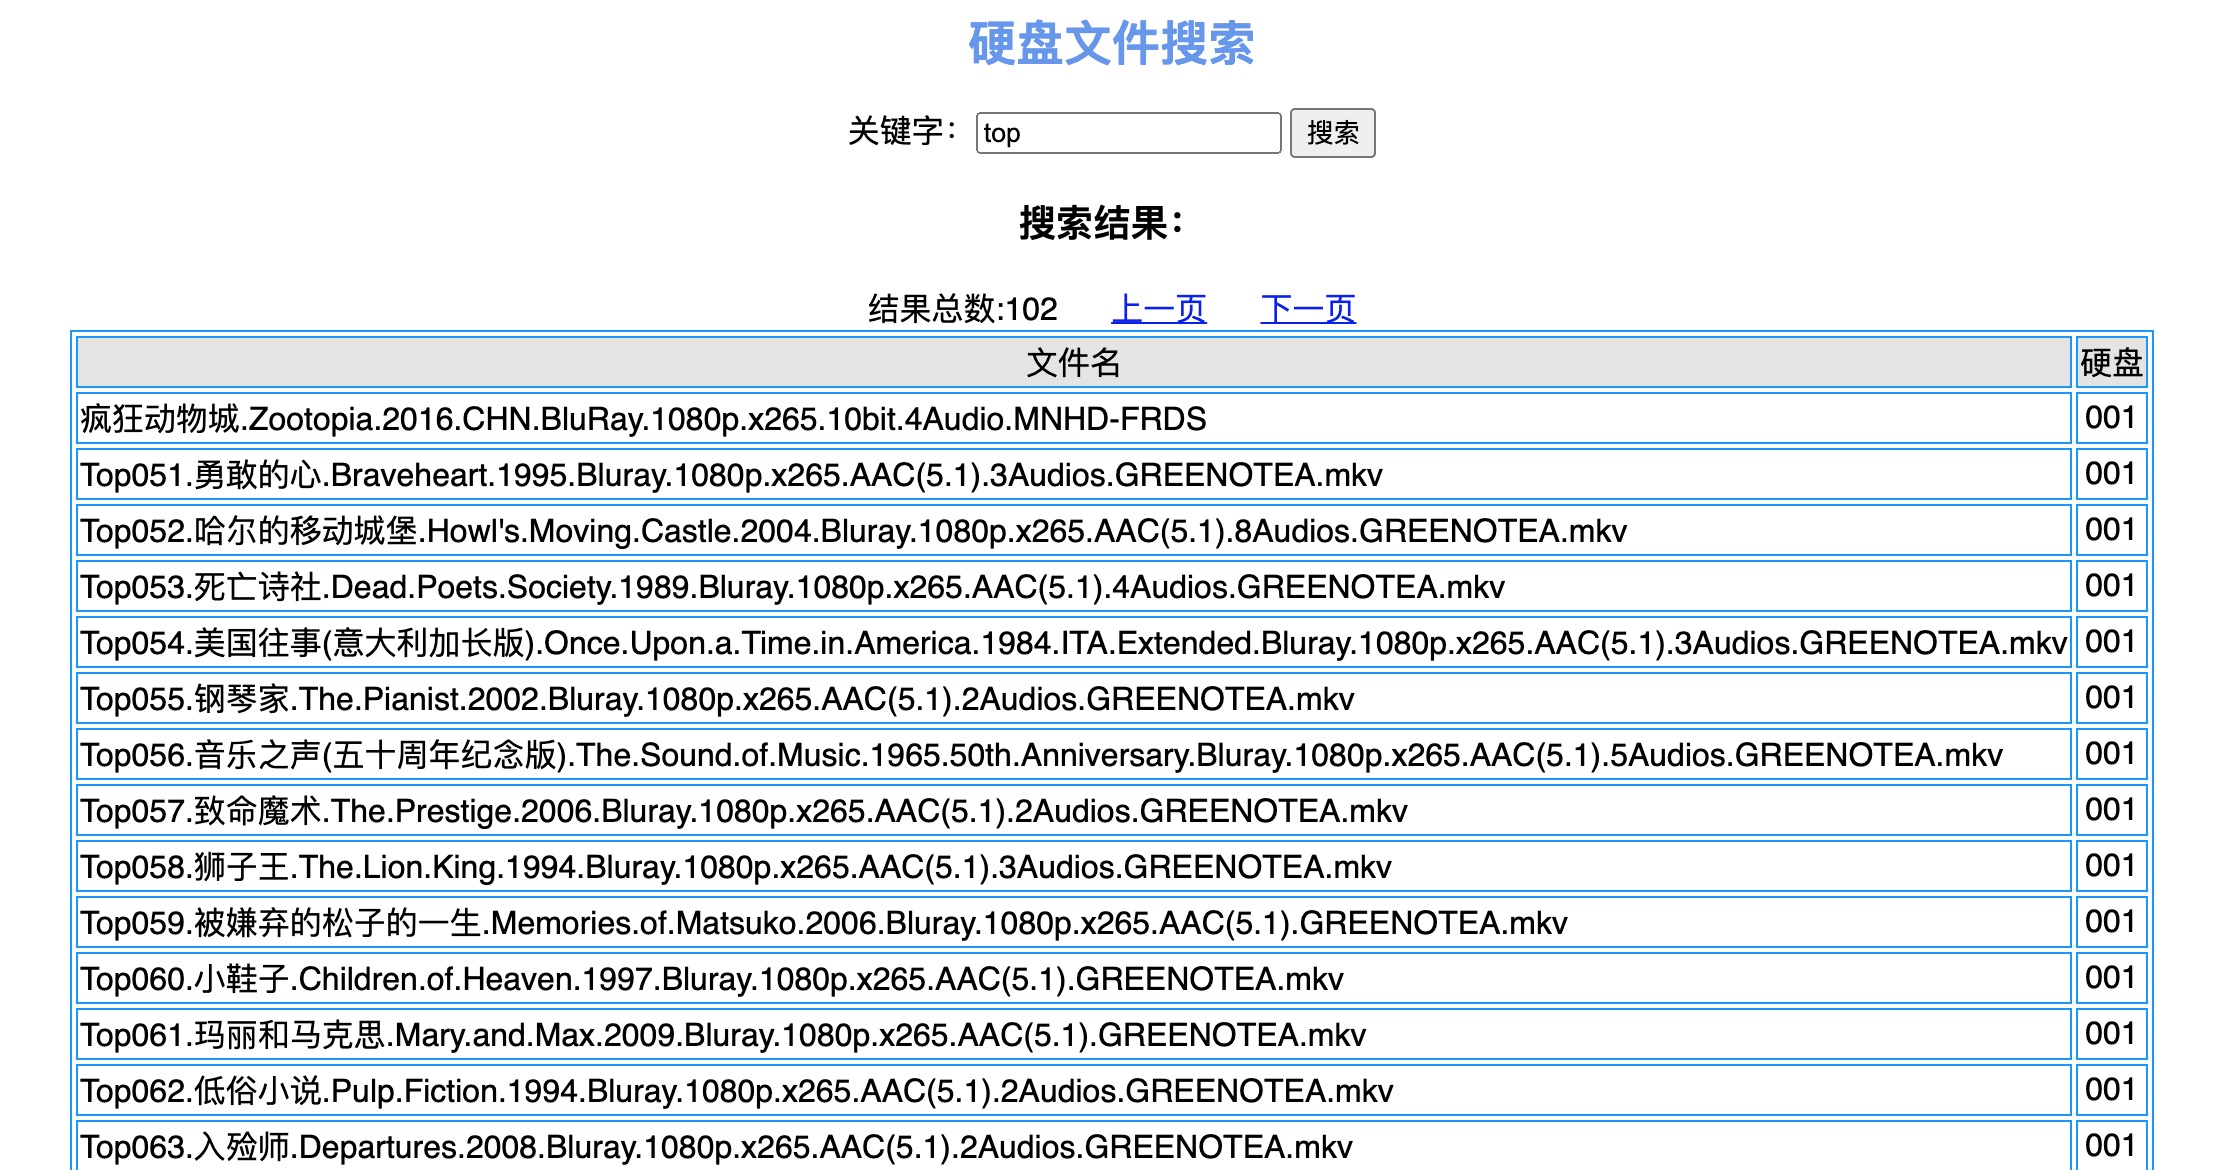 硬盘文件搜索
关键字： top 搜索
搜索结果：
结果总数:102 上一页 下一页
文件名 硬盘
疯狂动物城.Zootopia.2016.CHN.BluRay.1080p.x265.10bit.4Audio.MNHD-FRDS 001
Top051.勇敢的心.Braveheart.1995.Bluray.1080p.x265.AAC(5.1).3Audios.GREENOTEA.mkv 001
Top052.哈尔的移动城堡.Howl's.Moving.Castle.2004.Bluray.1080p.x265.AAC(5.1).8Audios.GREENOTEA.mkv 001
Top053.死亡诗社.Dead.Poets.Society.1989.Bluray.1080p.x265.AAC(5.1).4Audios.GREENOTEA.mkv 001
Top054.美国往事(意大利加长版).Once.Upon.a.Time.in.America.1984.ITA.Extended.Bluray.1080p.x265.AAC(5.1).3Audios.GREENOTEA.mkv 001
Top055.钢琴家.The.Pianist.2002.Bluray.1080p.x265.AAC(5.1).2Audios.GREENOTEA.mkv 001
Top056.音乐之声(五十周年纪念版).The.Sound.of.Music.1965.50th.Anniversary.Bluray.1080p.x265.AAC(5.1).5Audios.GREENOTEA.mkv 001
Top057.致命魔术.The.Prestige.2006.Bluray.1080p.x265.AAC(5.1).2Audios.GREENOTEA.mkv 001
Top058.狮子王.The.Lion.King.1994.Bluray.1080p.x265.AAC(5.1).3Audios.GREENOTEA.mkv 001
Top059.被嫌弃的松子的一生.Memories.of.Matsuko.2006.Bluray.1080p.x265.AAC(5.1).GREENOTEA.mkv 001
Top060.小鞋子.Children.of.Heaven.1997.Bluray.1080p.x265.AAC(5.1).GREENOTEA.mkv 001
Top061.玛丽和马克思.Mary.and.Max.2009.Bluray.1080p.x265.AAC(5.1).GREENOTEA.mkv 001
Top062.低俗小说.Pulp.Fiction.1994.Bluray.1080p.x265.AAC(5.1).2Audios.GREENOTEA.mkv 001
Top063.入殓师.Departures.2008.Bluray.1080p.x265.AAC(5.1).2Audios.GREENOTEA.mkv 001